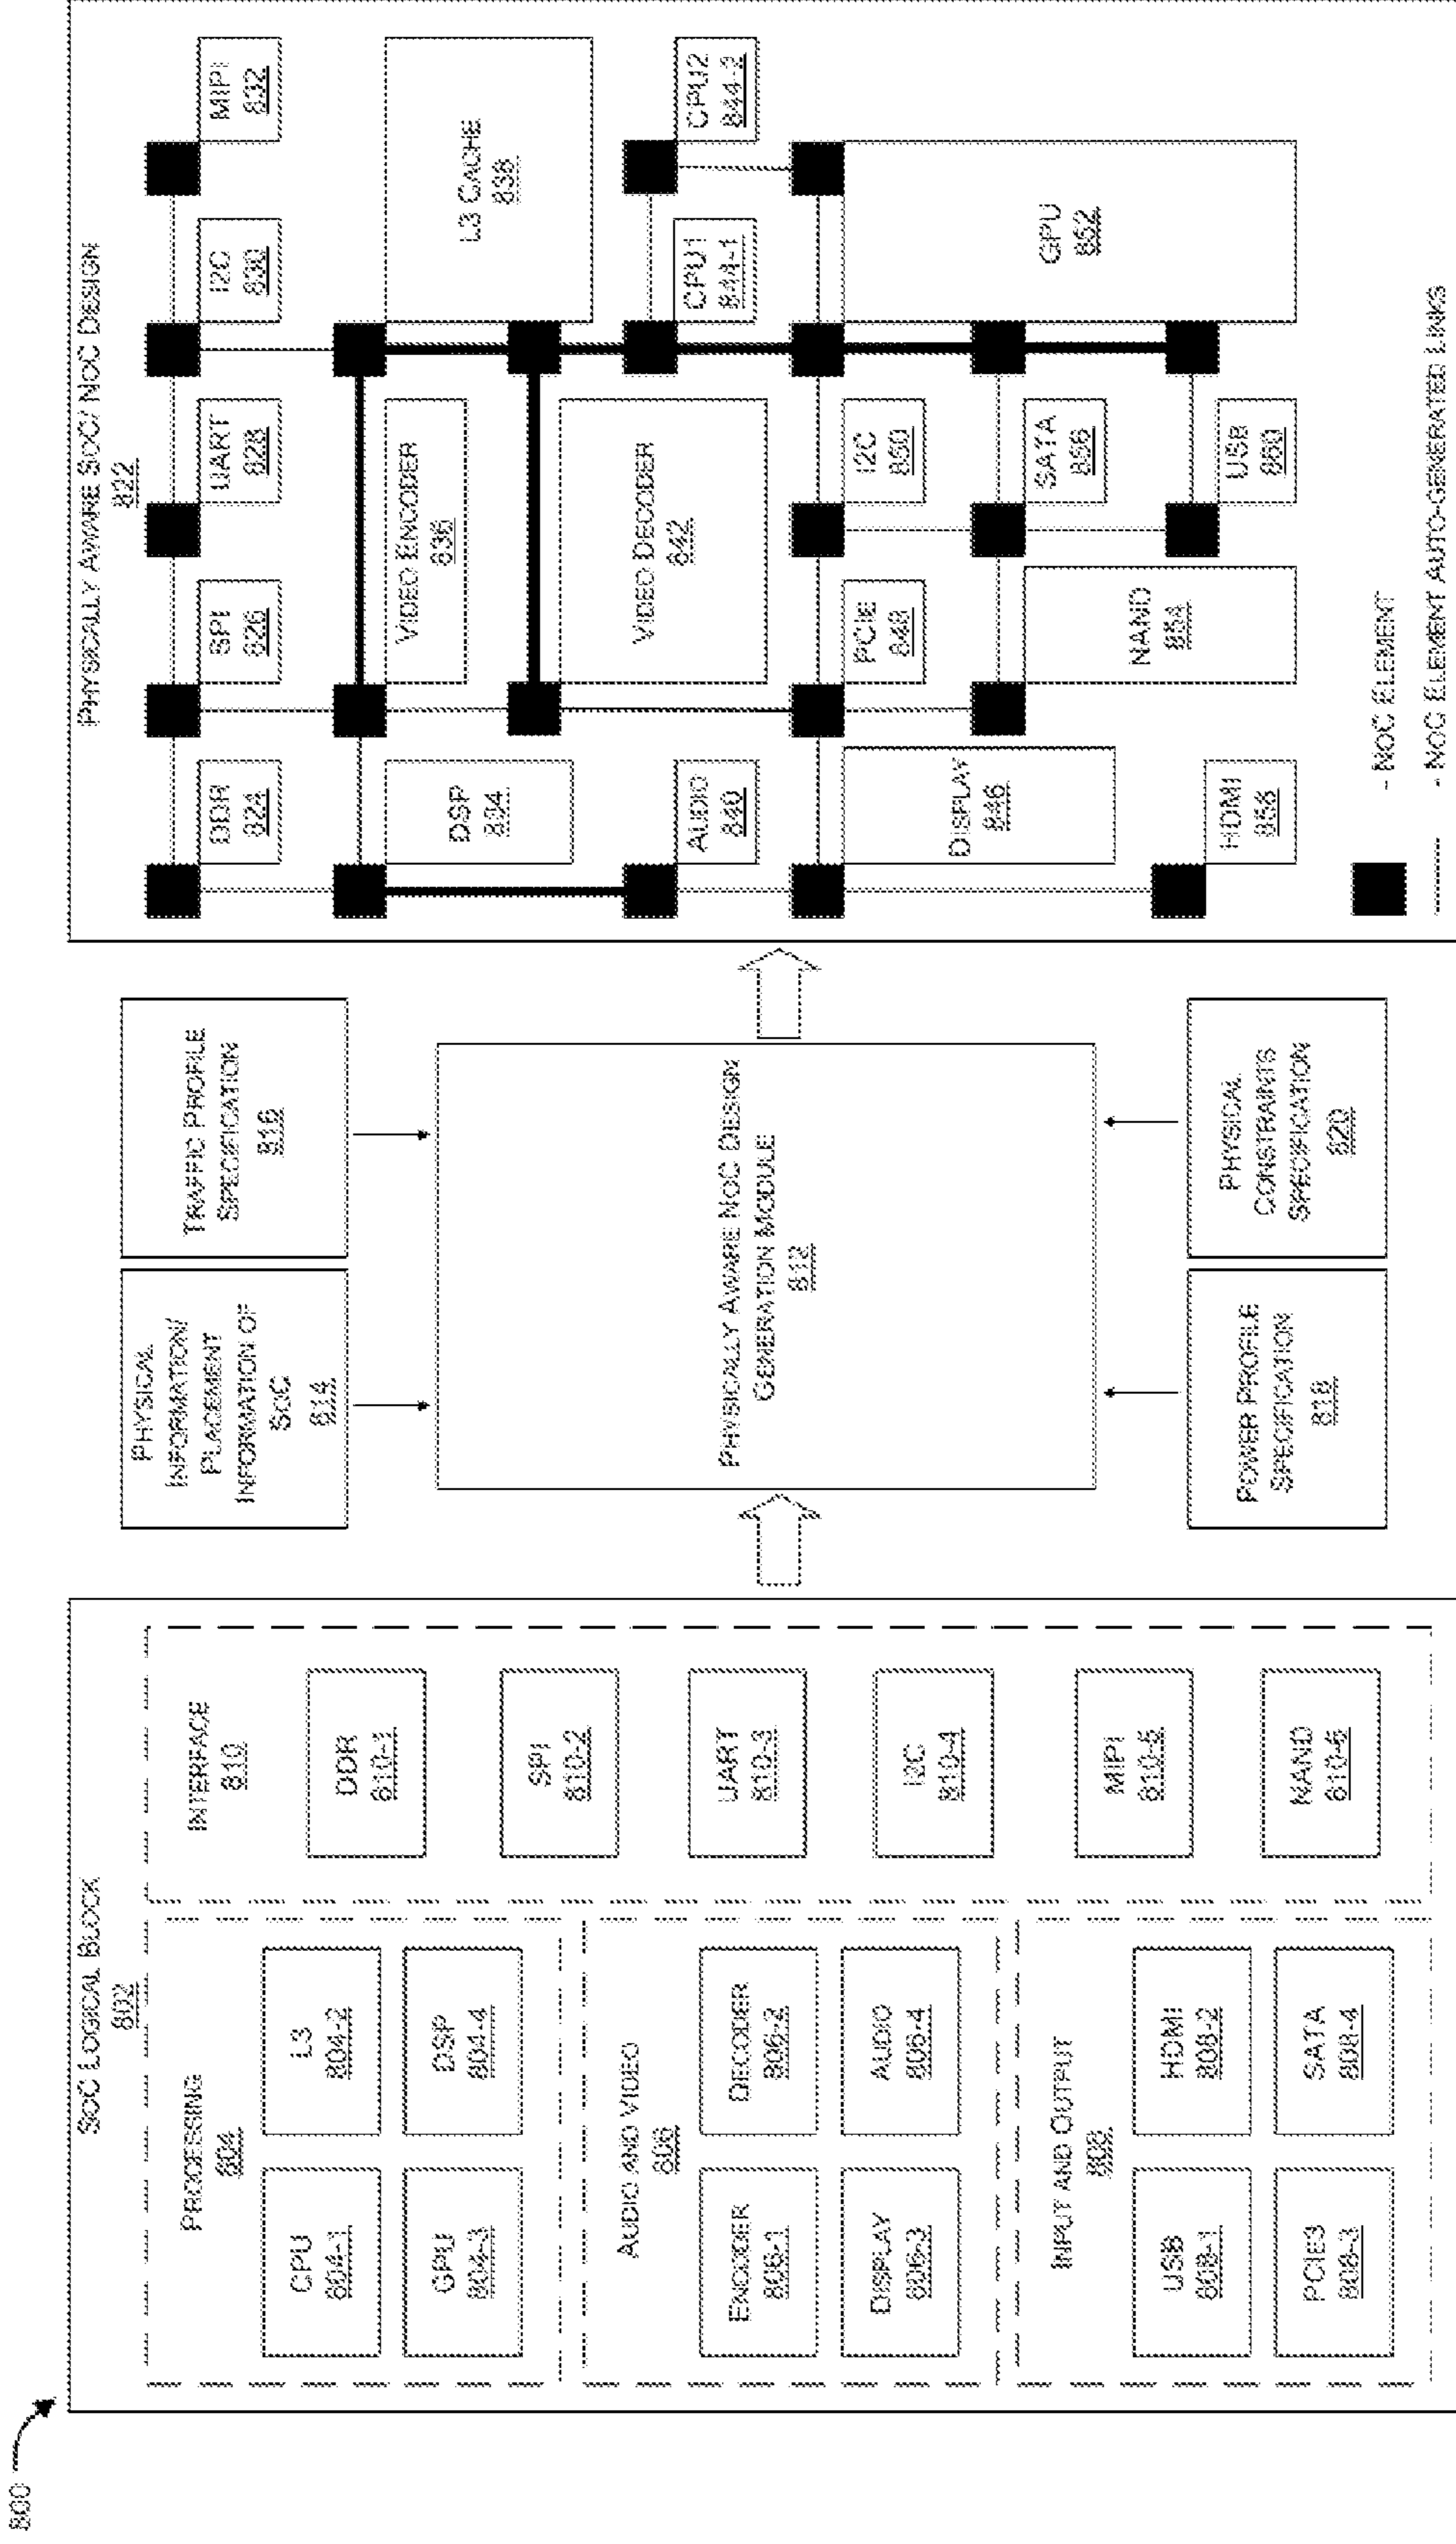 800
SOC LOGICAL BLOCK
802
PROCESSING
804
CPU
804-1
L3
804-2
GPU
804-3
DSP
804-4
AUDIO AND VIDEO
806
ENCODER
806-1
DECODER
806-2
DISPLAY
806-3
AUDIO
806-4
INPUT AND OUTPUT
808
USB
808-1
HDMI
808-2
PCIE3
808-3
SATA
808-4
INTERFACE
810
DDR
810-1
SPI
810-2
UART
810-3
I2C
810-4
MIPI
810-5
NAND
810-6
PHYSICAL
INFORMATION/
PLACEMENT
INFORMATION OF
SOC
814
TRAFFIC PROFILE
SPECIFICATION
816
PHYSICALLY AWARE NOC DESIGN
GENERATION MODULE
812
POWER PROFILE
SPECIFICATION
818
PHYSICAL
CONSTRAINTS
SPECIFICATION
820
PHYSICALLY AWARE SOC/ NOC DESIGN
822
DDR
824
SPI
826
UART
828
I2C
830
MIPI
832
DSP
834
VIDEO ENCODER
836
L3 CACHE
838
AUDIO
840
VIDEO DECODER
842
CPU1
844-1
CPU2
844-2
DISPLAY
846
PCIE
848
I2C
850
GPU
852
NAND
854
SATA
856
HDMI
858
USB
860
- NOC ELEMENT
- NOC ELEMENT AUTO-GENERATED LINKS